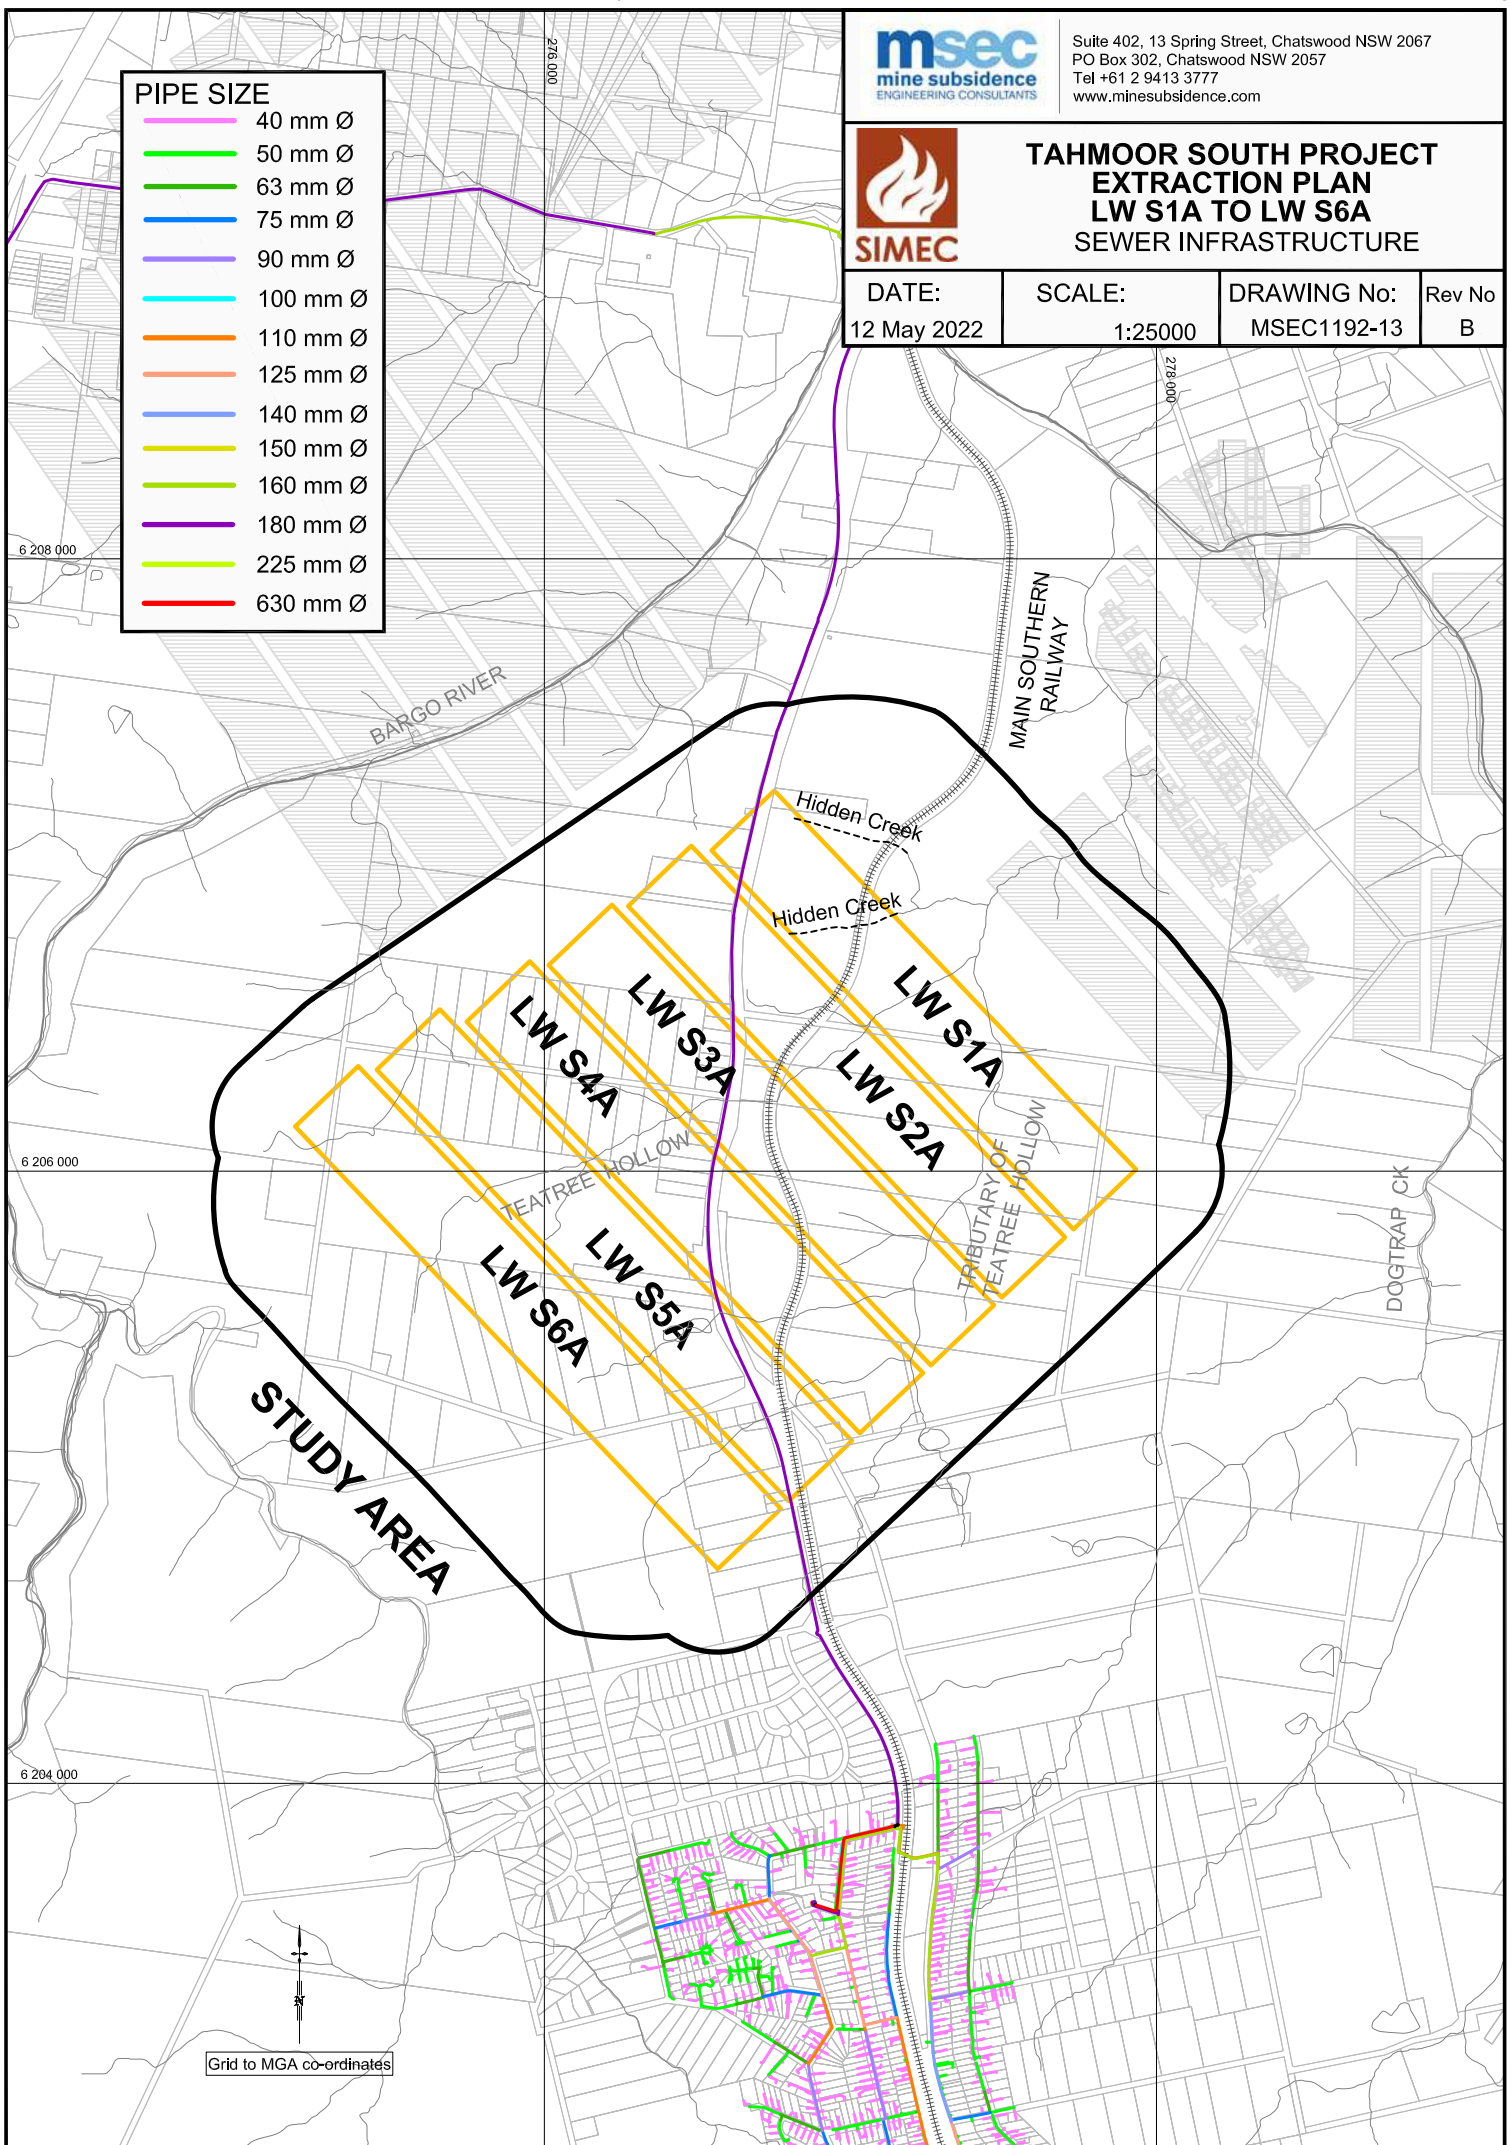 msec
mine subsidence
ENGINEERING CONSULTANTS
Suite 402, 13 Spring Street, Chatswood NSW 2067
PO Box 302, Chatswood NSW 2057
Tel +61 2 9413 3777
www.minesubsidence.com
SIMEC
TAHMOOR SOUTH PROJECT
EXTRACTION PLAN
LW S1A TO LW S6A
SEWER INFRASTRUCTURE
DATE:
12 May 2022
SCALE:
1:25000
DRAWING No:
MSEC1192-13
Rev No
B
PIPE SIZE
40 mm Ø
50 mm Ø
63 mm Ø
75 mm Ø
90 mm Ø
100 mm Ø
110 mm Ø
125 mm Ø
140 mm Ø
150 mm Ø
160 mm Ø
180 mm Ø
225 mm Ø
630 mm Ø
276 000
278 000
6 208 000
MAIN SOUTHERN
RAILWAY
BARGO RIVER
Hidden Creek
Hidden Creek
LW S1A
LW S2A
LW S3A
LW S4A
LW S5A
LW S6A
TEATREE HOLLOW
TRIBUTARY OF
TEATREE HOLLOW
6 206 000
DOGTRAP CK
STUDY AREA
6 204 000
N
Grid to MGA co-ordinates